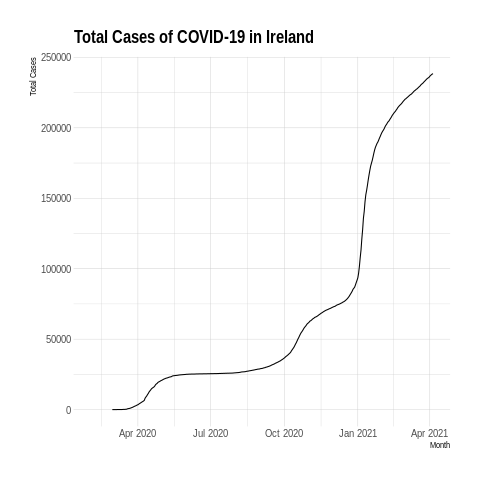 Total Cases of COVID-19 in Ireland
Total Cases
250000
200000
150000
100000
50000
0
Apr 2020 Jul 2020 Oct 2020 Jan 2021 Apr 2021
Month